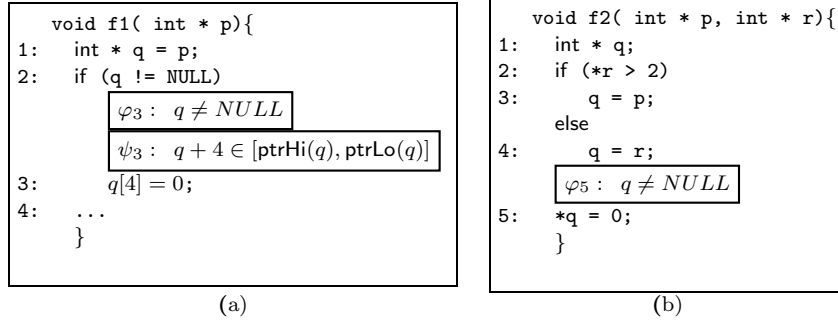 void f1( int * p){
1: int * q = p;
2: if (q != NULL)
φ₃ : q ≠ NULL
ψ₃ : q + 4 ∈ [ptrHi(q), ptrLo(q)]
3: q[4] = 0;
4: ...
}
(a)
void f2( int * p, int * r){
1: int * q;
2: if (*r > 2)
3: q = p;
else
4: q = r;
φ₅ : q ≠ NULL
5: *q = 0;
}
(b)